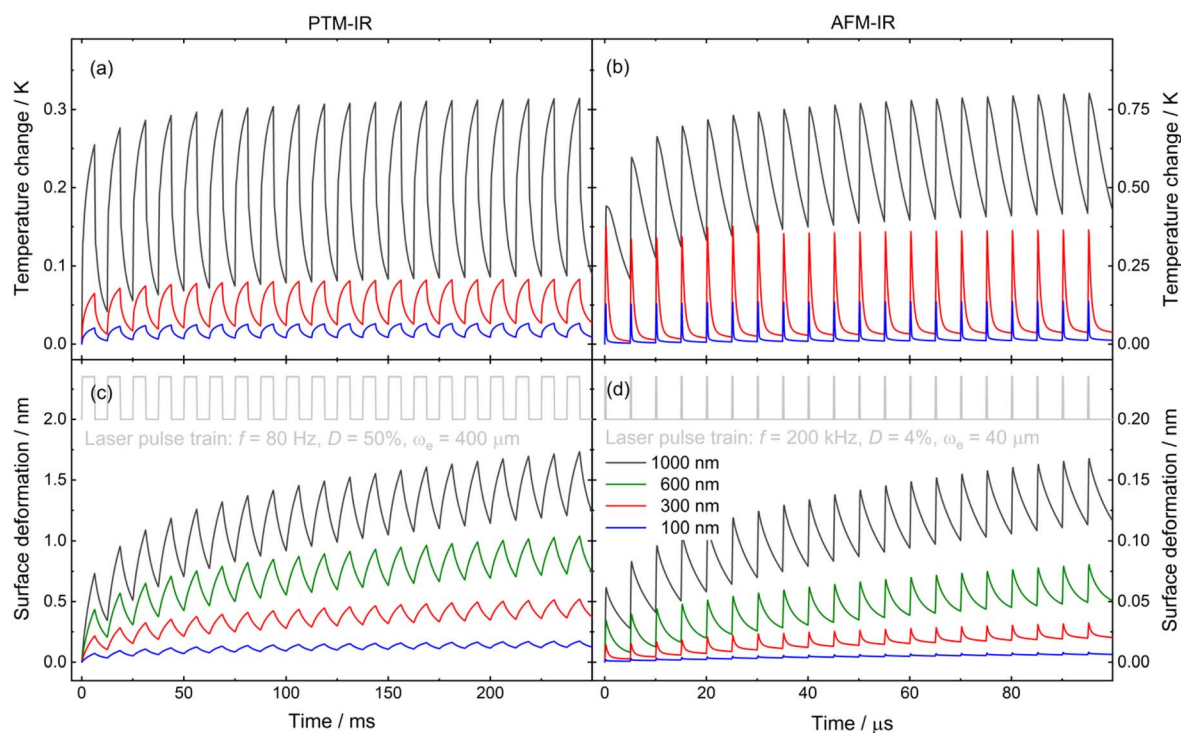 PTM-IR
AFM-IR
(a)
(b)
0.3
0.2
0.1
0.0
Temperature change / K
0.75
0.50
0.25
0.00
Temperature change / K
(c)
(d)
Laser pulse train: f = 80 Hz, D = 50%, ωe = 400 μm
Laser pulse train: f = 200 kHz, D = 4%, ωe = 40 μm
1000 nm
600 nm
300 nm
100 nm
2.0
1.5
1.0
0.5
0.0
Surface deformation / nm
0.20
0.15
0.10
0.05
0.00
Surface deformation / nm
0 50 100 150 200
0 20 40 60 80
Time / ms
Time / μs